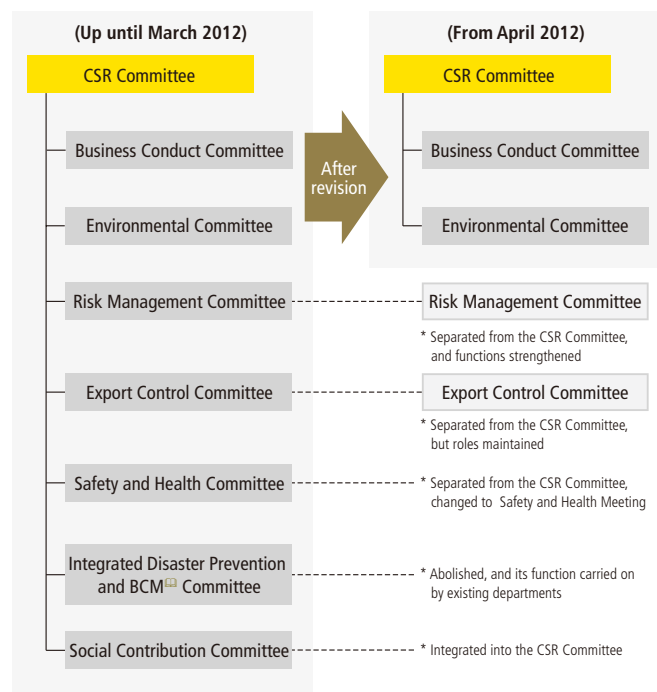 (Up until March 2012)
CSR Committee
Business Conduct Committee
Environmental Committee
Risk Management Committee
Export Control Committee
Safety and Health Committee
Integrated Disaster Prevention
and BCM Committee
Social Contribution Committee
After
revision
(From April 2012)
CSR Committee
Business Conduct Committee
Environmental Committee
Risk Management Committee
* Separated from the CSR Committee,
and functions strengthened
Export Control Committee
* Separated from the CSR Committee,
but roles maintained
* Separated from the CSR Committee,
changed to Safety and Health Meeting
* Abolished, and its function carried on
by existing departments
* Integrated into the CSR Committee